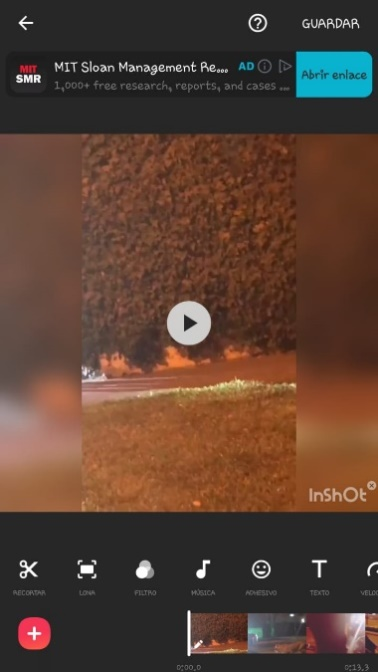 GUARDAR
MIT
SMR
MIT Sloan Management Re... AD
1,000+ free research, reports, and cases ...
Abrir enlace
InShOt
RECORTAR LONA FILTRO MÚSICA ADHESIVO TEXTO VELOC
0:00,0 0:13,3